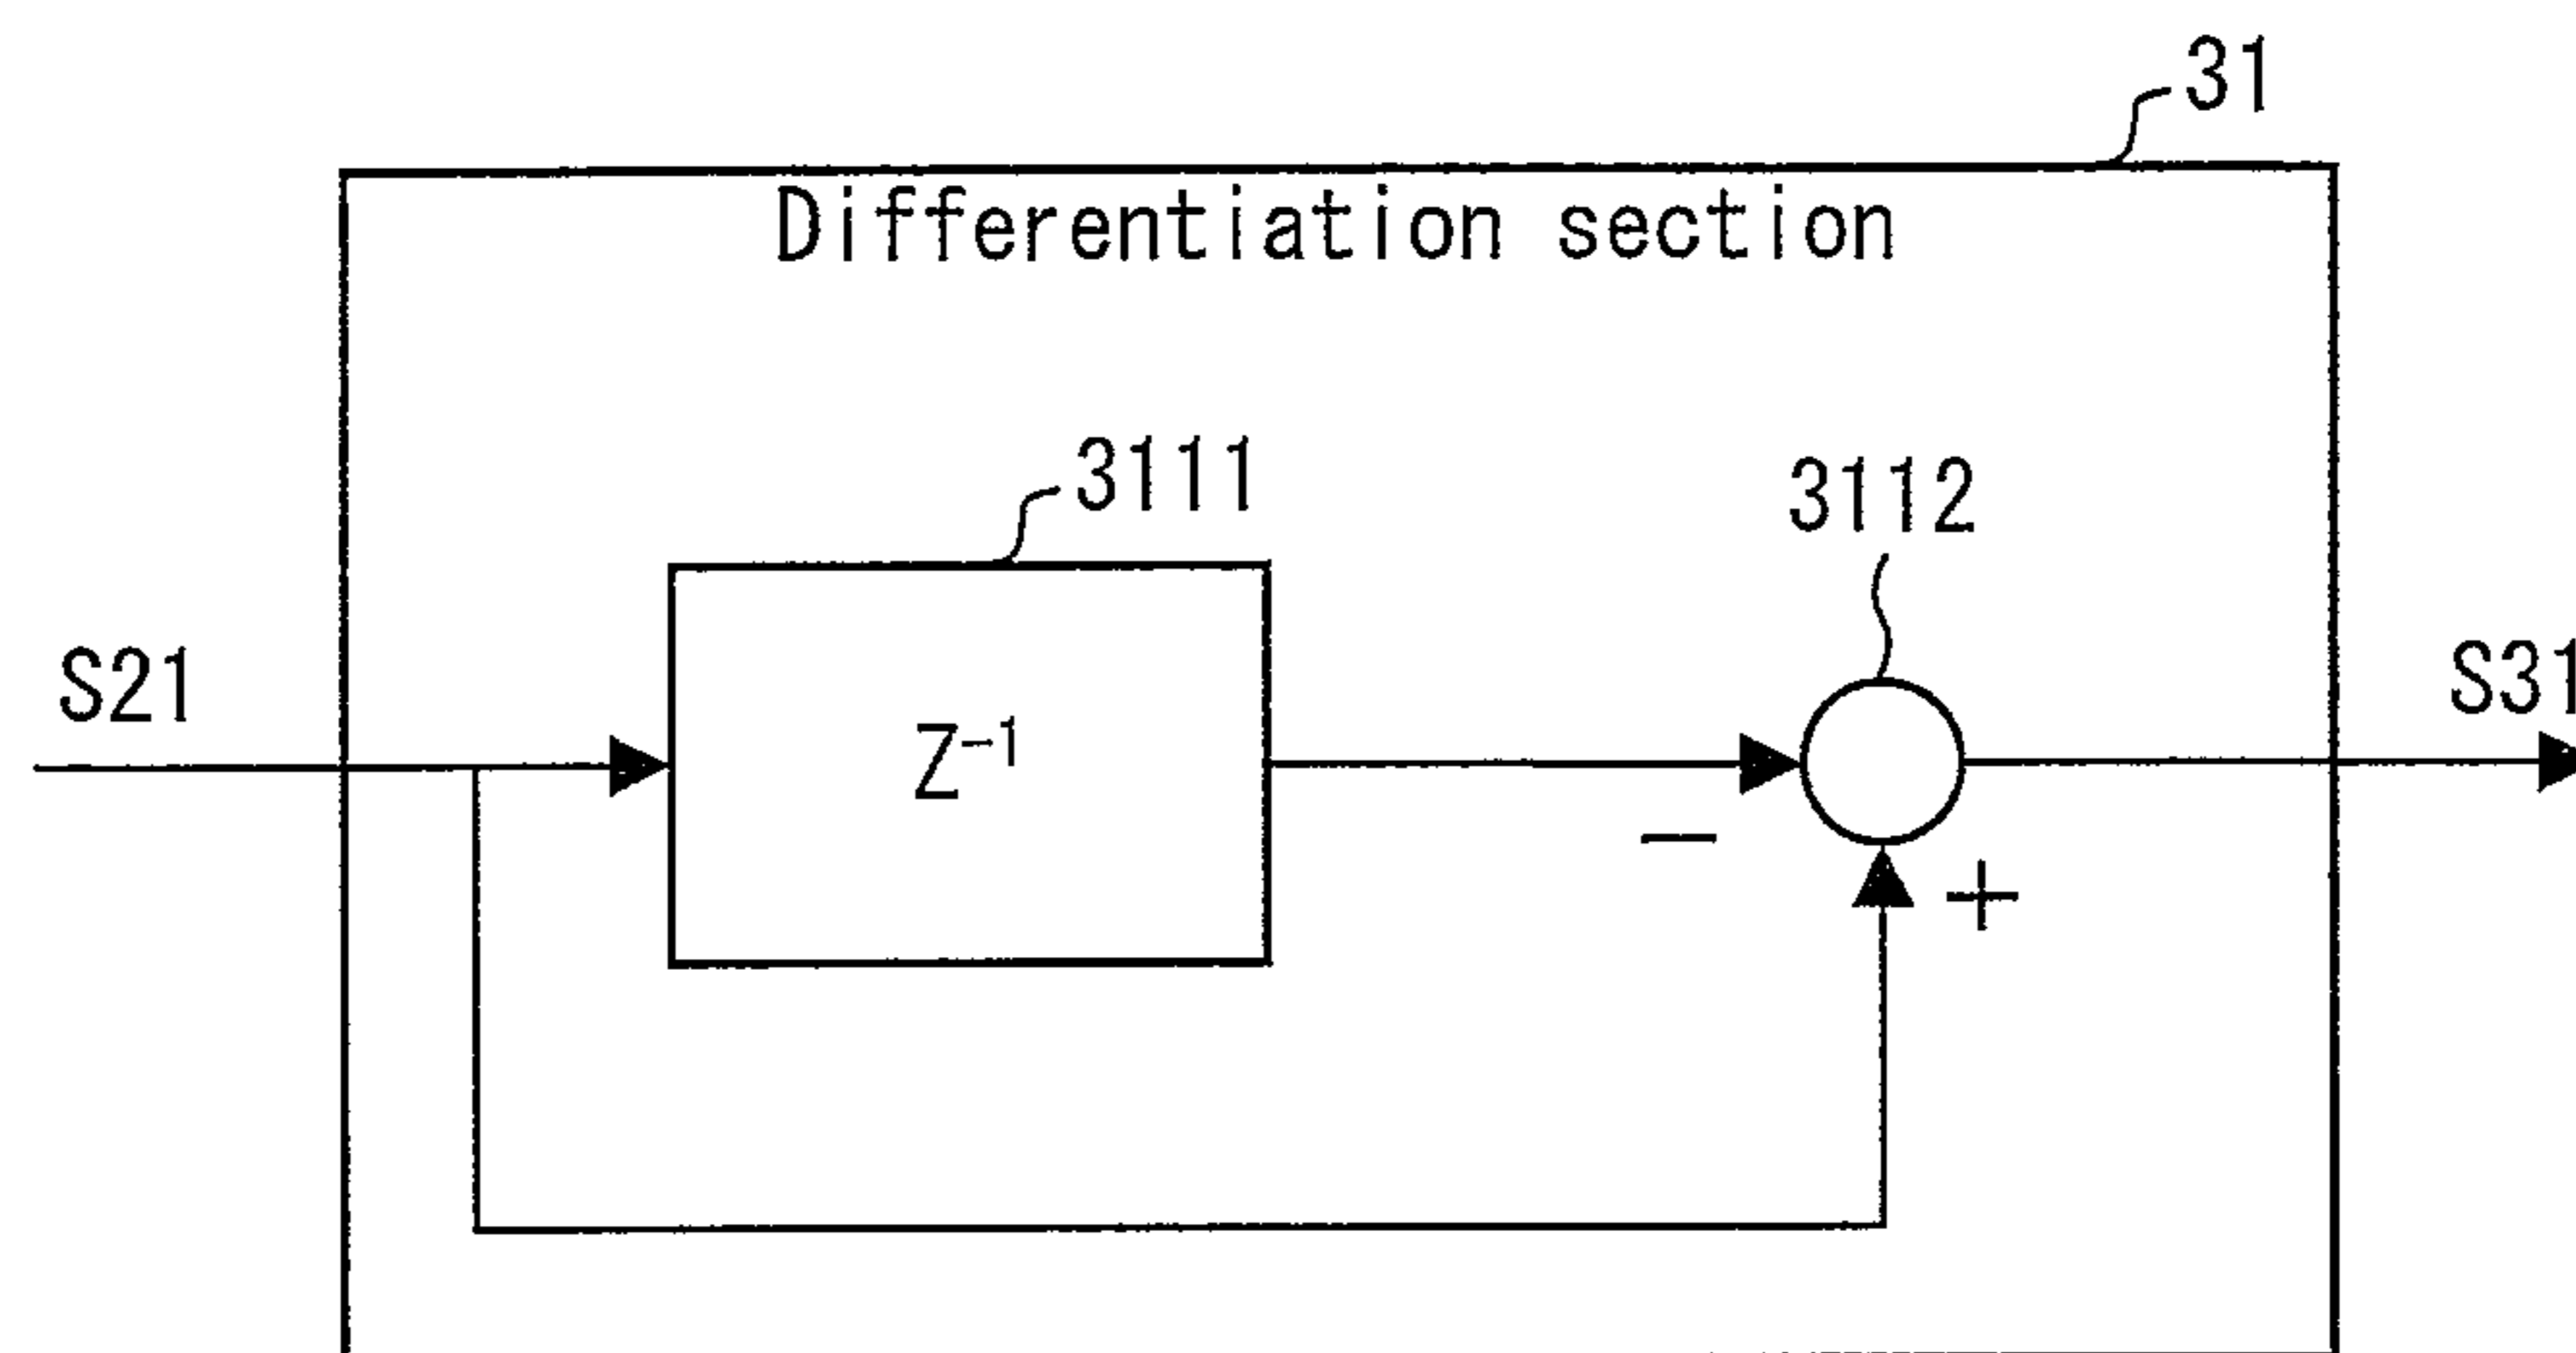 31
Differentiation section
3111
3112
S21
Z⁻¹
S31
−
+